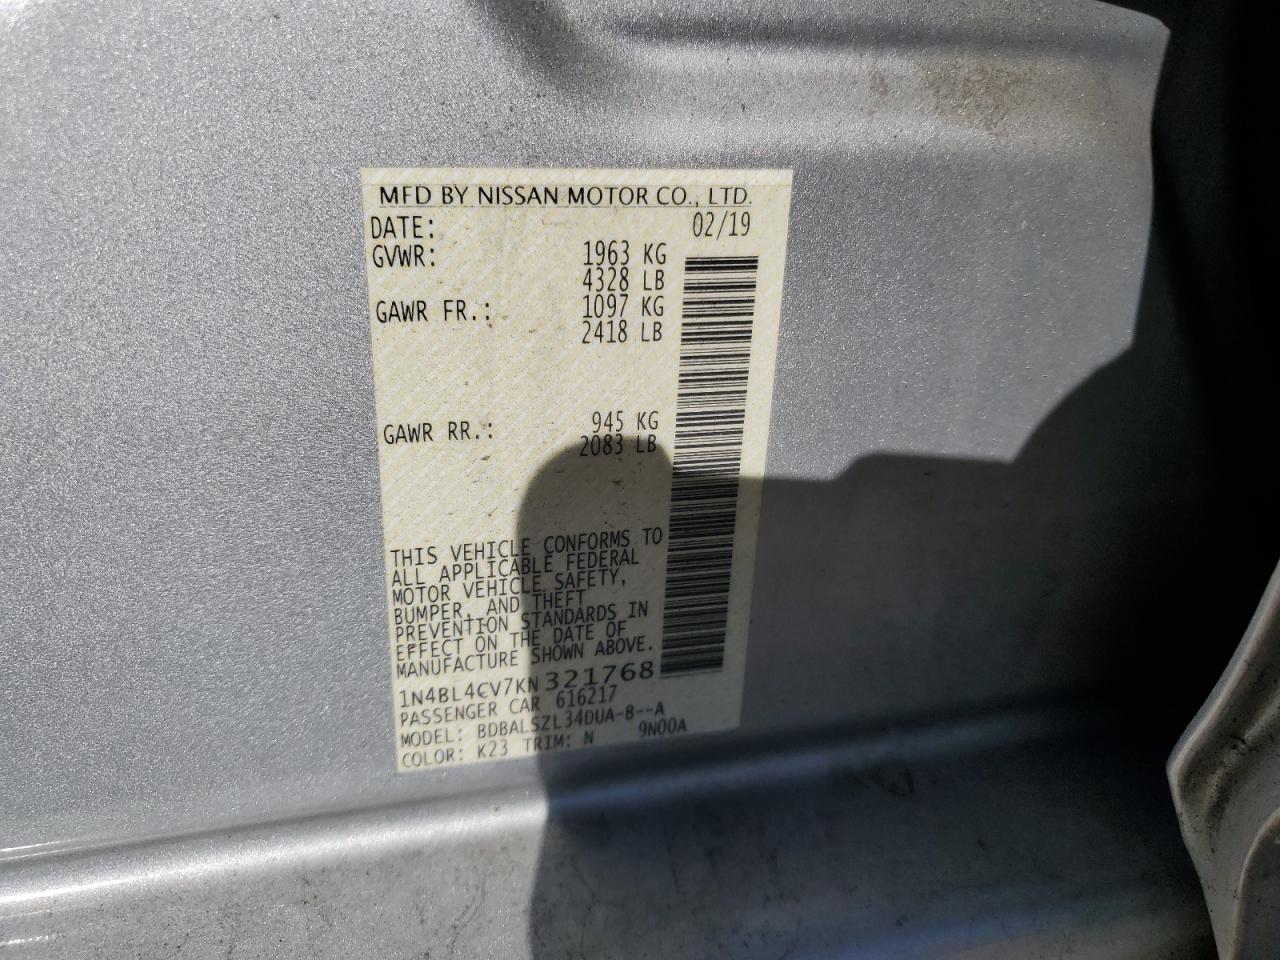 MFD BY NISSAN MOTOR CO., LTD.
DATE: 02/19
GVWR: 1963 KG
4328 LB
GAWR FR.: 1097 KG
2418 LB
GAWR RR.: 945 KG
2083 LB
THIS VEHICLE CONFORMS TO
ALL APPLICABLE FEDERAL
MOTOR VEHICLE SAFETY,
BUMPER, AND THEFT
PREVENTION STANDARDS IN
EFFECT ON THE DATE OF
MANUFACTURE SHOWN ABOVE.
1N4BL4CV7KN321768
PASSENGER CAR 616217
MODEL: BDBALSZL34DUA-B--A
COLOR: K23 TRIM: N 9N00A